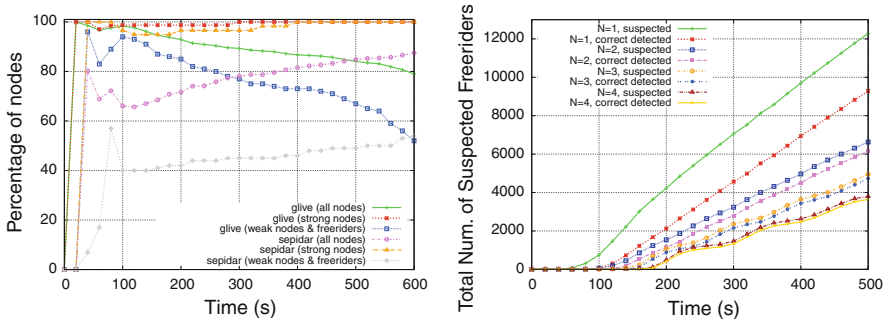 Percentage of nodes
100
80
60
40
20
0
glive (all nodes)
glive (strong nodes)
glive (weak nodes & freeriders)
sepidar (all nodes)
sepidar (strong nodes)
sepidar (weak nodes & freeriders)
0 100 200 300 400 500 600
Time (s)
Total Num. of Suspected Freeriders
12000
10000
8000
6000
4000
2000
0
N=1, suspected
N=1, correct detected
N=2, suspected
N=2, correct detected
N=3, suspected
N=3, correct detected
N=4, suspected
N=4, correct detected
0 100 200 300 400 500
Time (s)